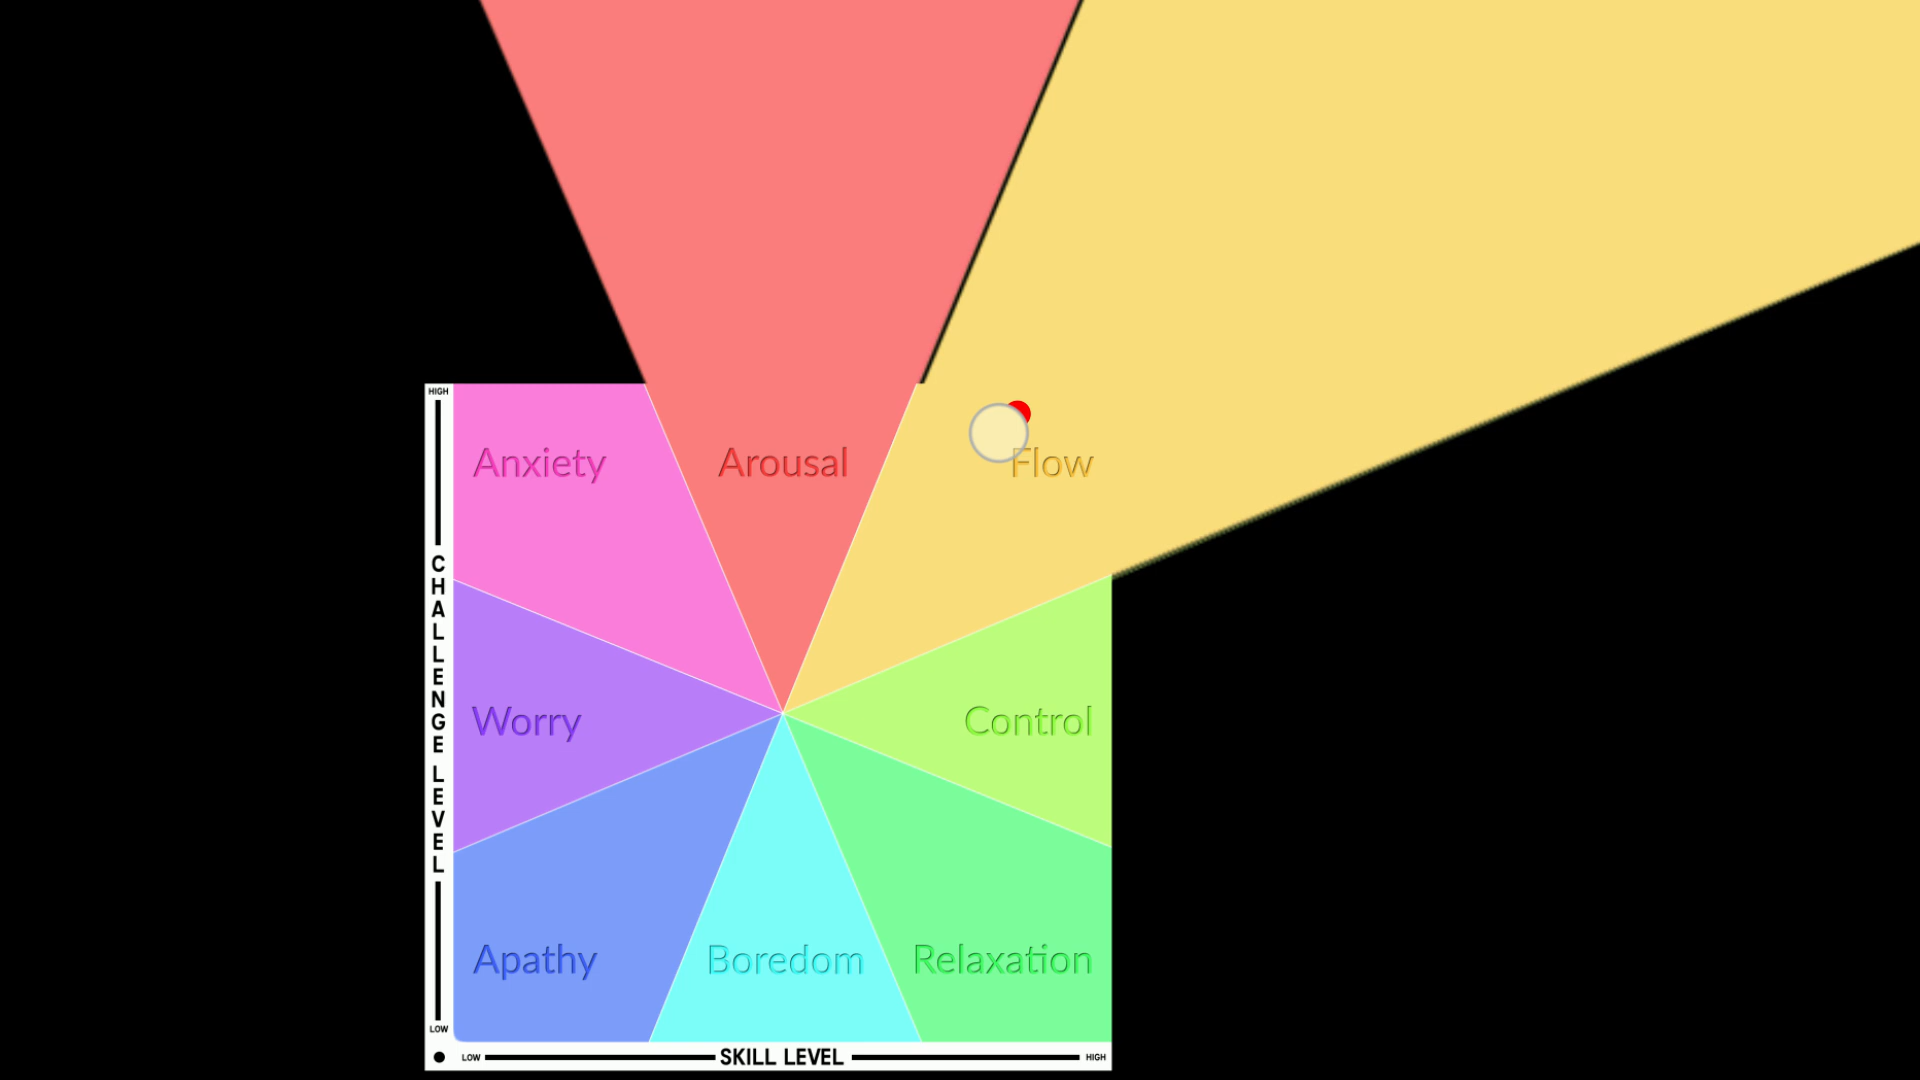 HIGH
CHALLENGE LEVEL
LOW
Anxiety
Arousal
Flow
Worry
Control
Apathy
Boredom
Relaxation
LOW
SKILL LEVEL
HIGH